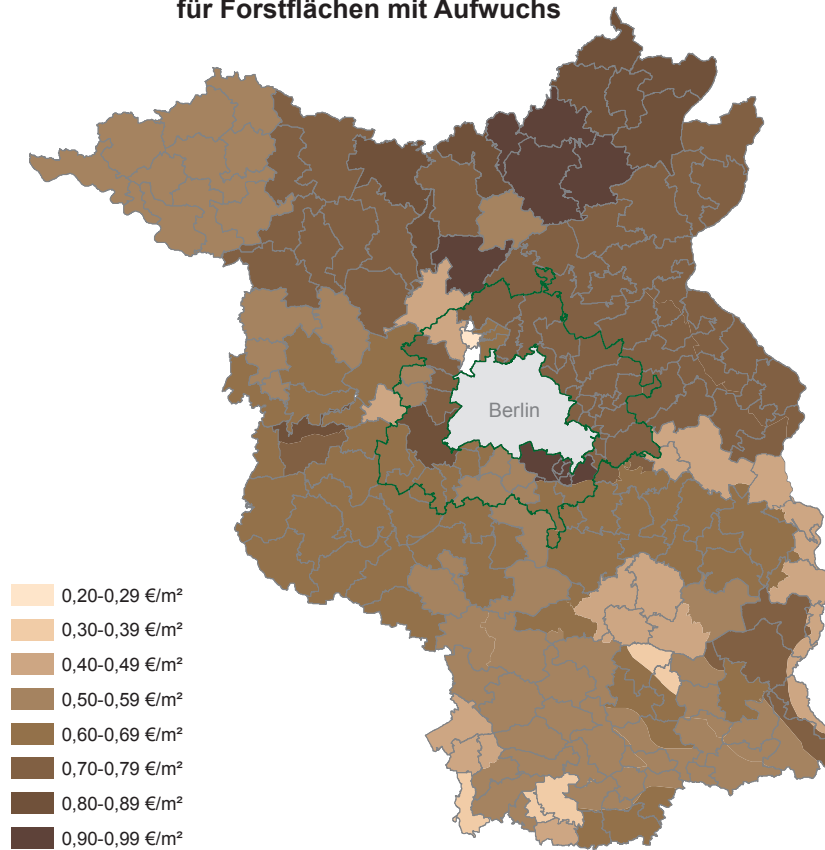 für Forstflächen mit Aufwuchs
Berlin
0,20-0,29 €/m²
0,30-0,39 €/m²
0,40-0,49 €/m²
0,50-0,59 €/m²
0,60-0,69 €/m²
0,70-0,79 €/m²
0,80-0,89 €/m²
0,90-0,99 €/m²